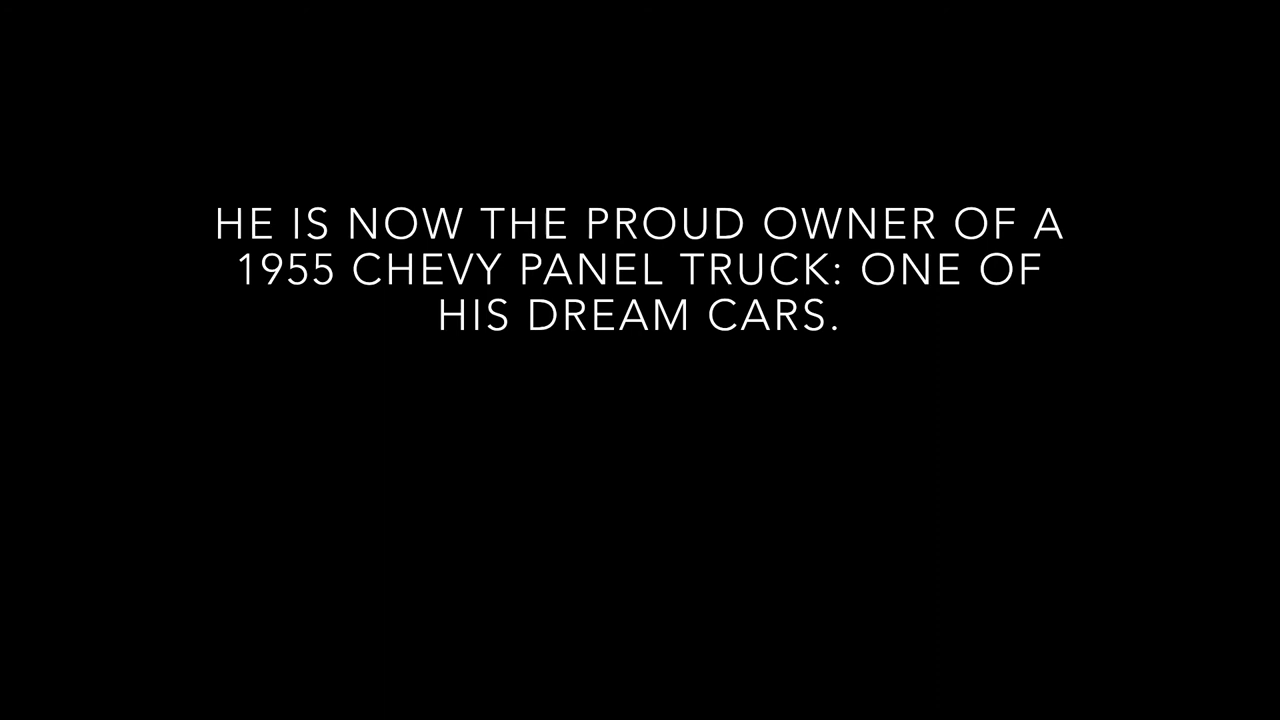 HE IS NOW THE PROUD OWNER OF A
1955 CHEVY PANEL TRUCK: ONE OF
HIS DREAM CARS.